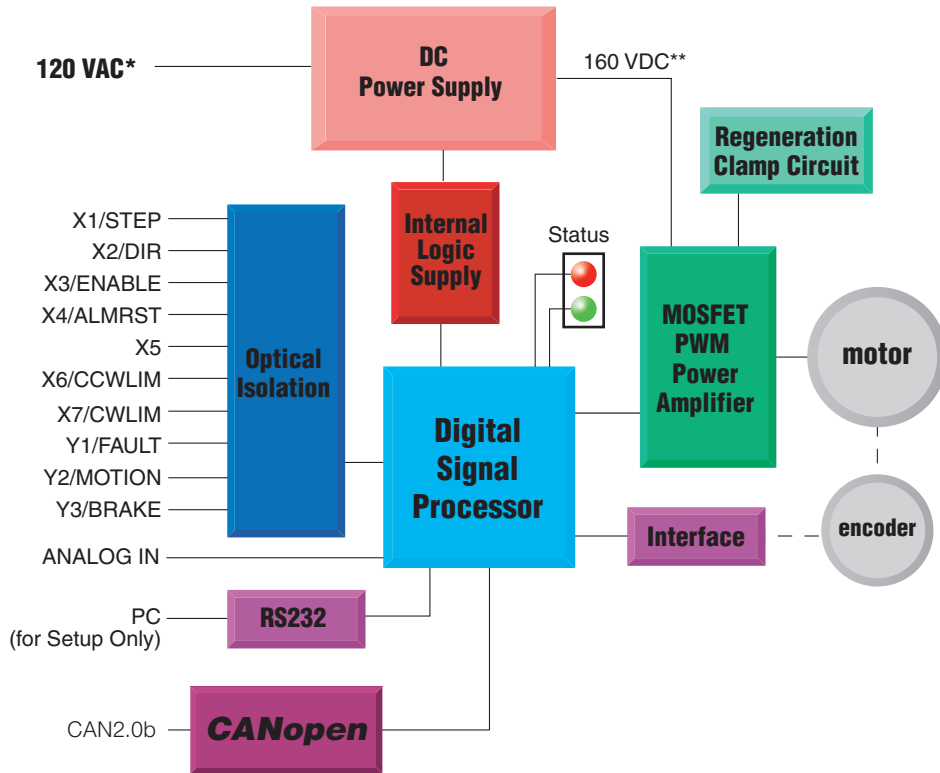 120 VAC*
DC
Power Supply
160 VDC**
Regeneration
Clamp Circuit
X1/STEP
X2/DIR
X3/ENABLE
X4/ALMRST
X5
X6/CCWLIM
X7/CWLIM
Y1/FAULT
Y2/MOTION
Y3/BRAKE
Optical
Isolation
Internal
Logic
Supply
Status
MOSFET
PWM
Power
Amplifier
motor
Digital
Signal
Processor
Interface
encoder
ANALOG IN
PC
(for Setup Only)
RS232
CAN2.0b
CANopen